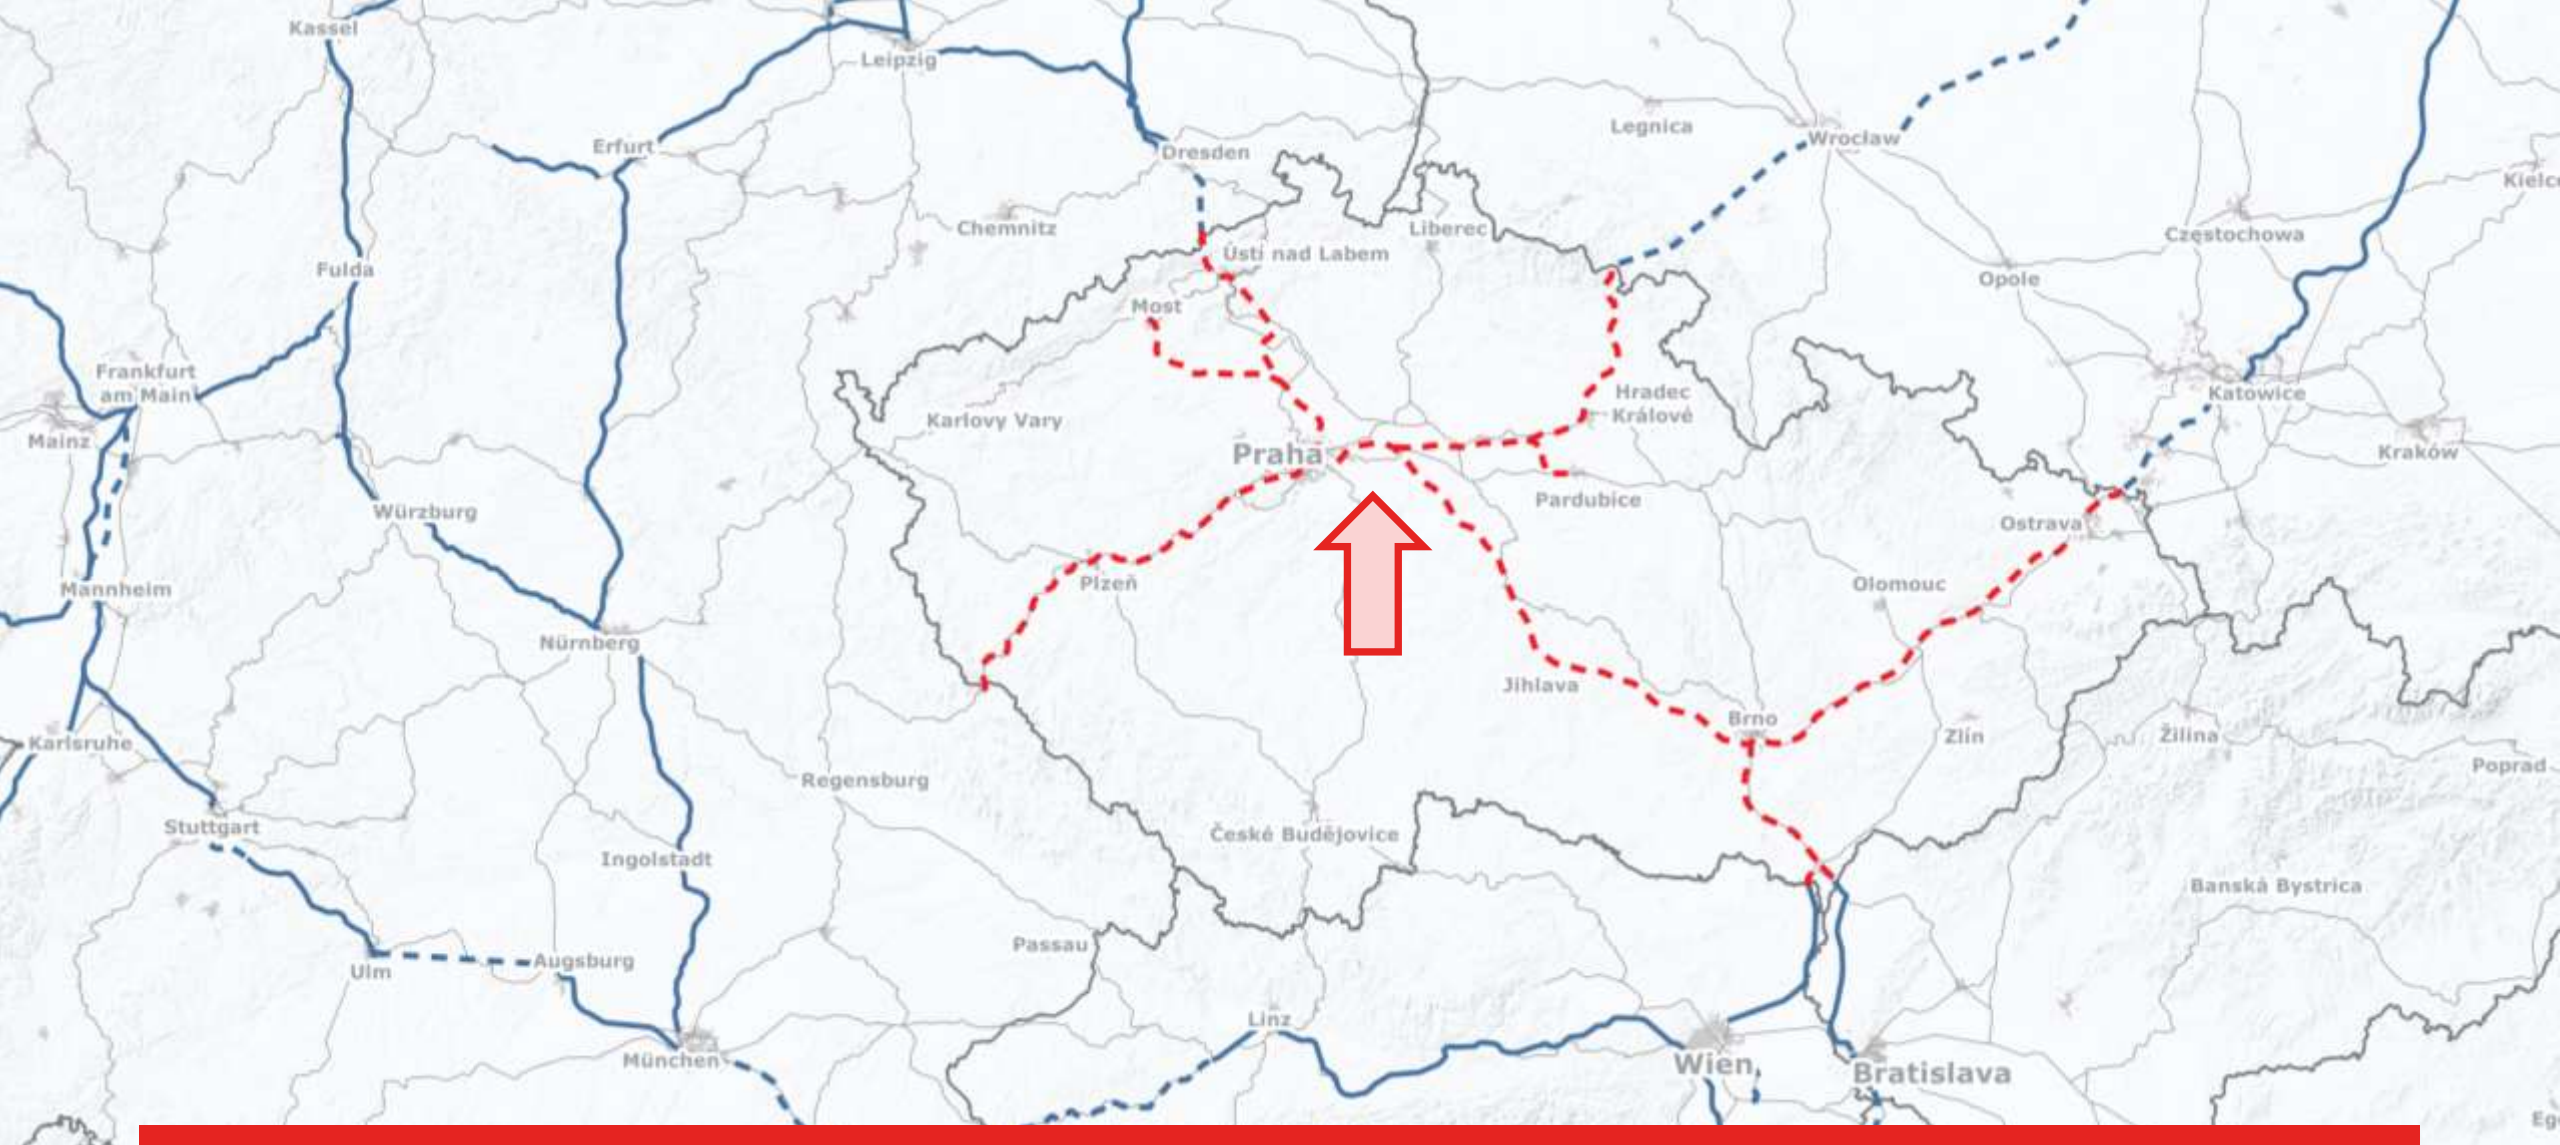 Kassel
Leipzig
Erfurt
Dresden
Legnica
Wrocław
Kielce
Chemnitz
Liberec
Częstochowa
Fulda
Ústí nad Labem
Opole
Most
Frankfurt
am Main
Karlovy Vary
Hradec
Králové
Katowice
Mainz
Praha
Kraków
Würzburg
Pardubice
Ostrava
Mannheim
Plzeň
Olomouc
Nürnberg
Jihlava
Brno
Zlín
Žilina
Karlsruhe
Regensburg
Poprad
Stuttgart
České Budějovice
Ingolstadt
Banská Bystrica
Passau
Ulm
Augsburg
Linz
München
Wien
Bratislava